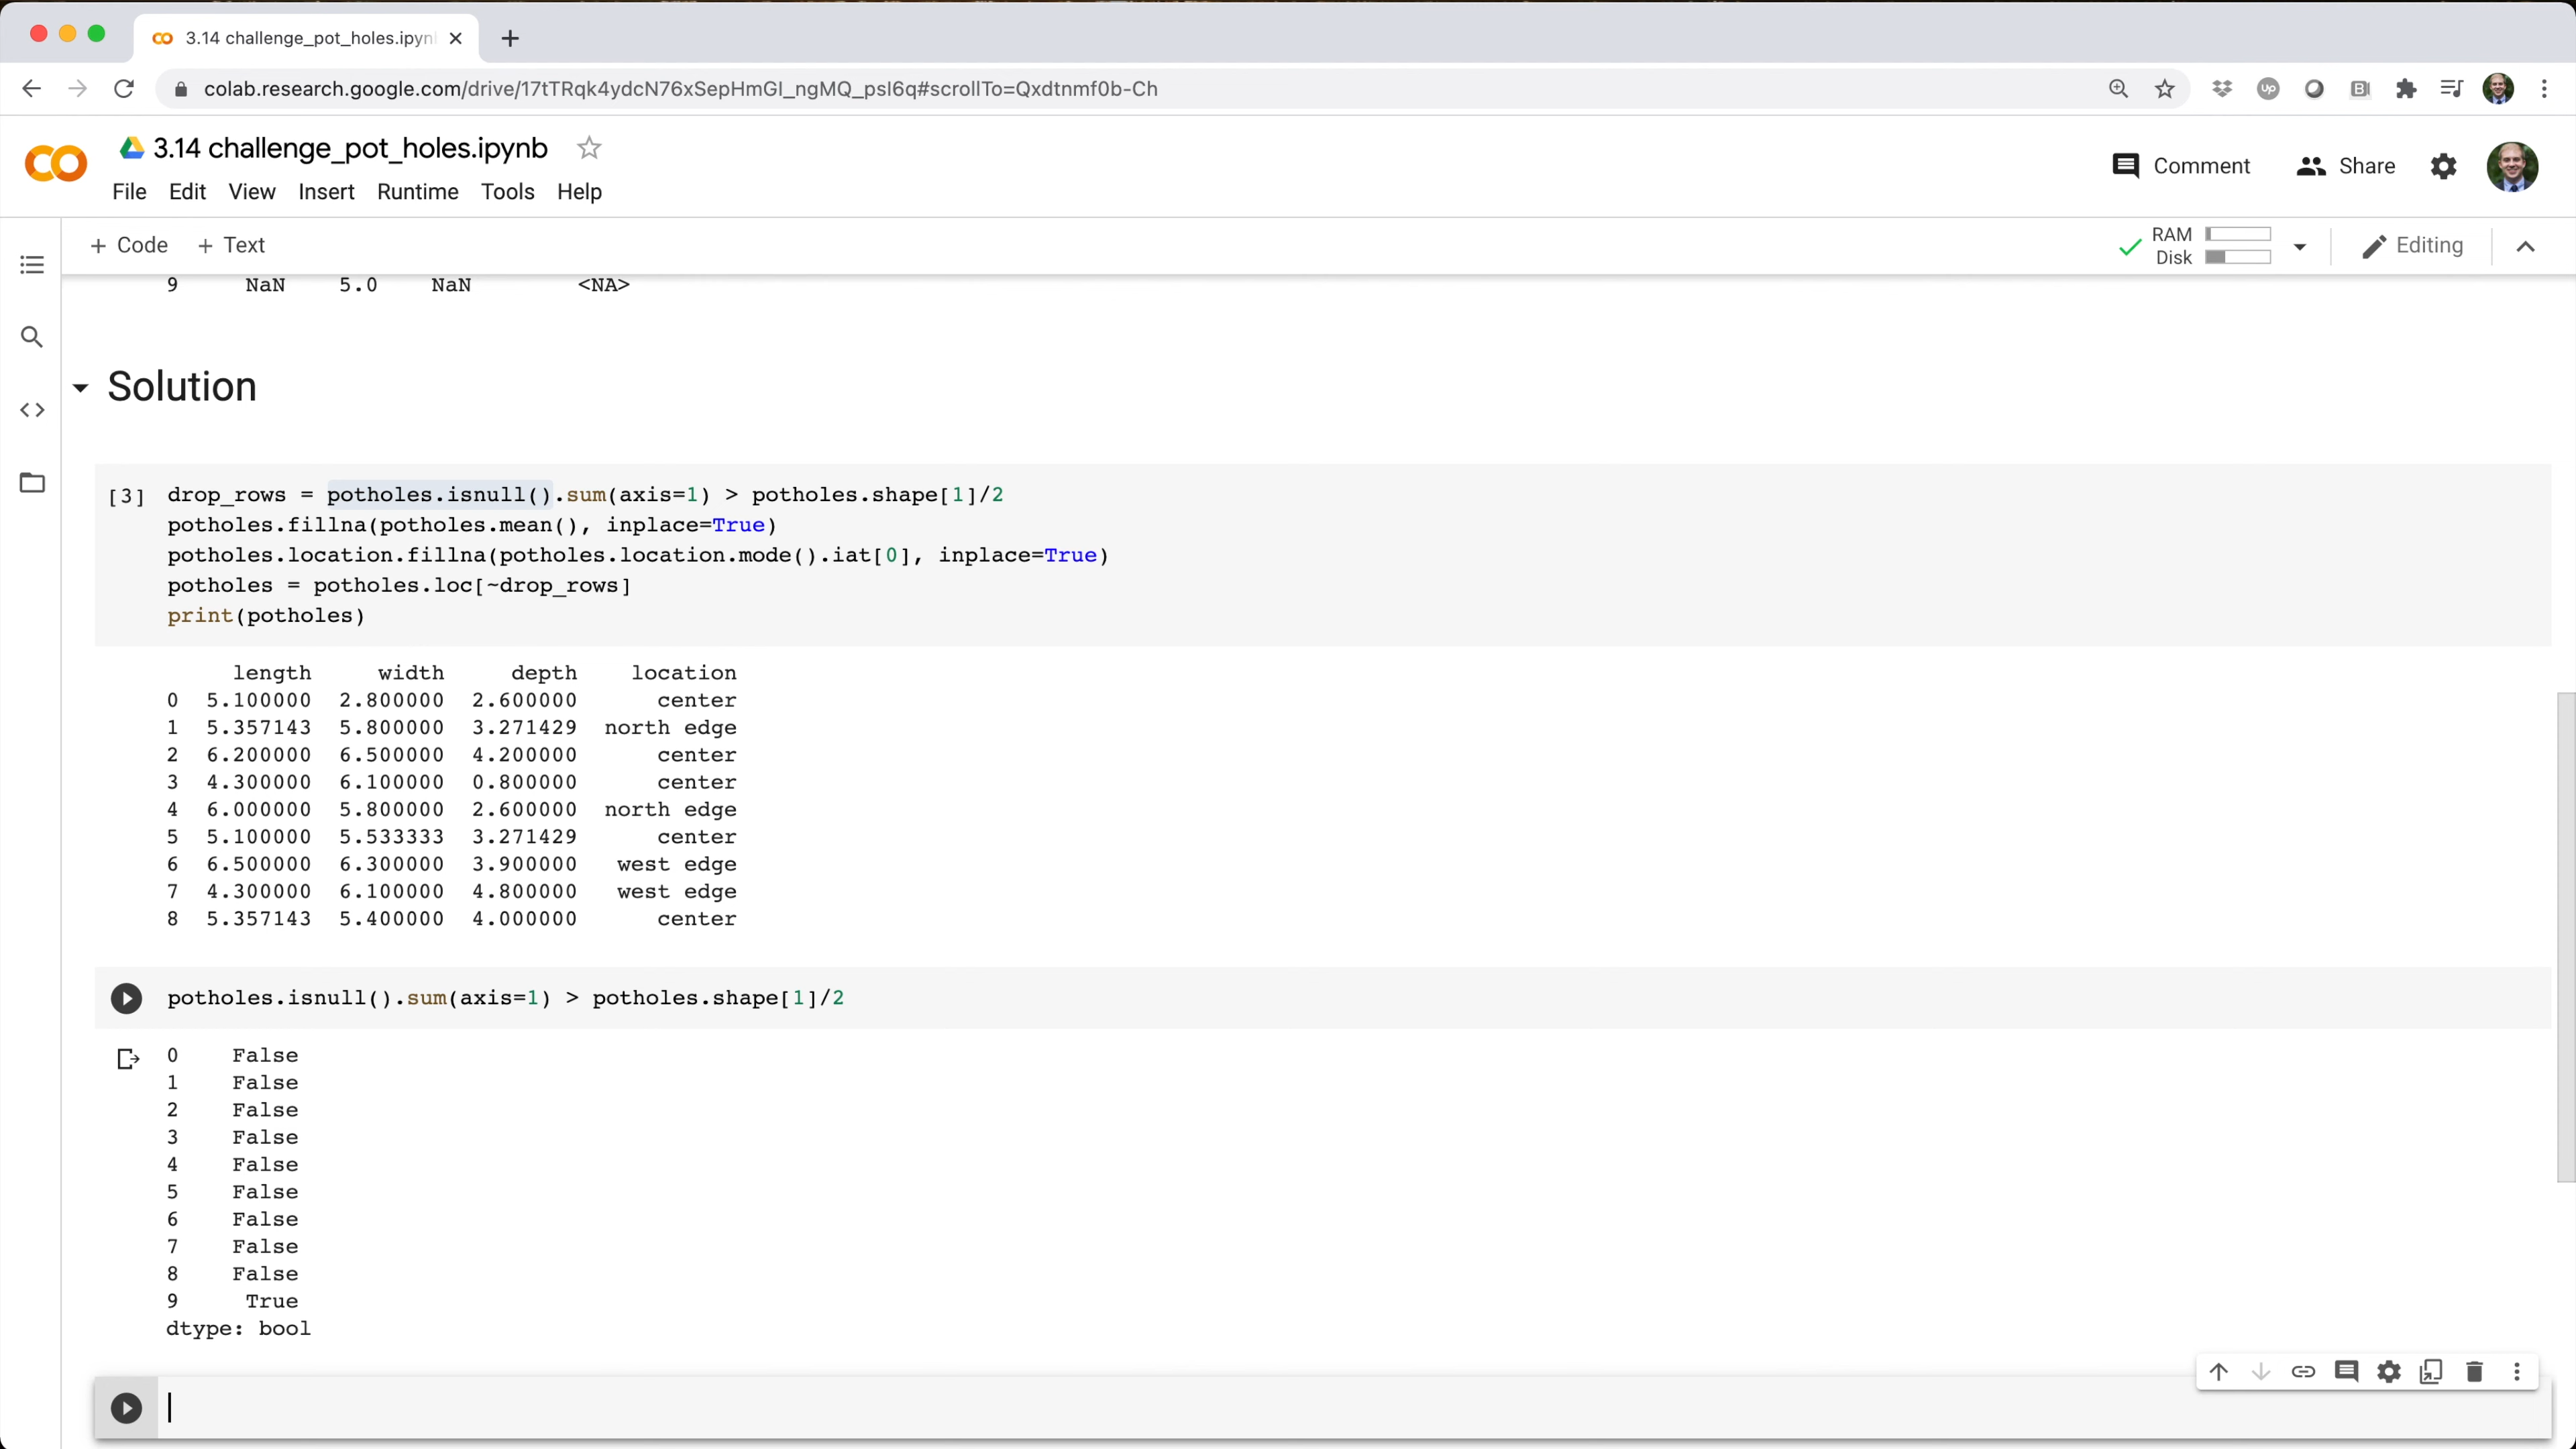 3.14 challenge_pot_holes.ipyn
colab.research.google.com/drive/17tTRqk4ydcN76xSepHmGl_ngMQ_psl6q#scrollTo=Qxdtnmf0b-Ch
3.14 challenge_pot_holes.ipynb
File Edit View Insert Runtime Tools Help
Comment Share
+ Code + Text
RAM
Disk
Editing
9 NaN 5.0 NaN <NA>
Solution
[3] drop_rows = potholes.isnull().sum(axis=1) > potholes.shape[1]/2
potholes.fillna(potholes.mean(), inplace=True)
potholes.location.fillna(potholes.location.mode().iat[0], inplace=True)
potholes = potholes.loc[~drop_rows]
print(potholes)
length width depth location
0 5.100000 2.800000 2.600000 center
1 5.357143 5.800000 3.271429 north edge
2 6.200000 6.500000 4.200000 center
3 4.300000 6.100000 0.800000 center
4 6.000000 5.800000 2.600000 north edge
5 5.100000 5.533333 3.271429 center
6 6.500000 6.300000 3.900000 west edge
7 4.300000 6.100000 4.800000 west edge
8 5.357143 5.400000 4.000000 center
potholes.isnull().sum(axis=1) > potholes.shape[1]/2
0 False
1 False
2 False
3 False
4 False
5 False
6 False
7 False
8 False
9 True
dtype: bool